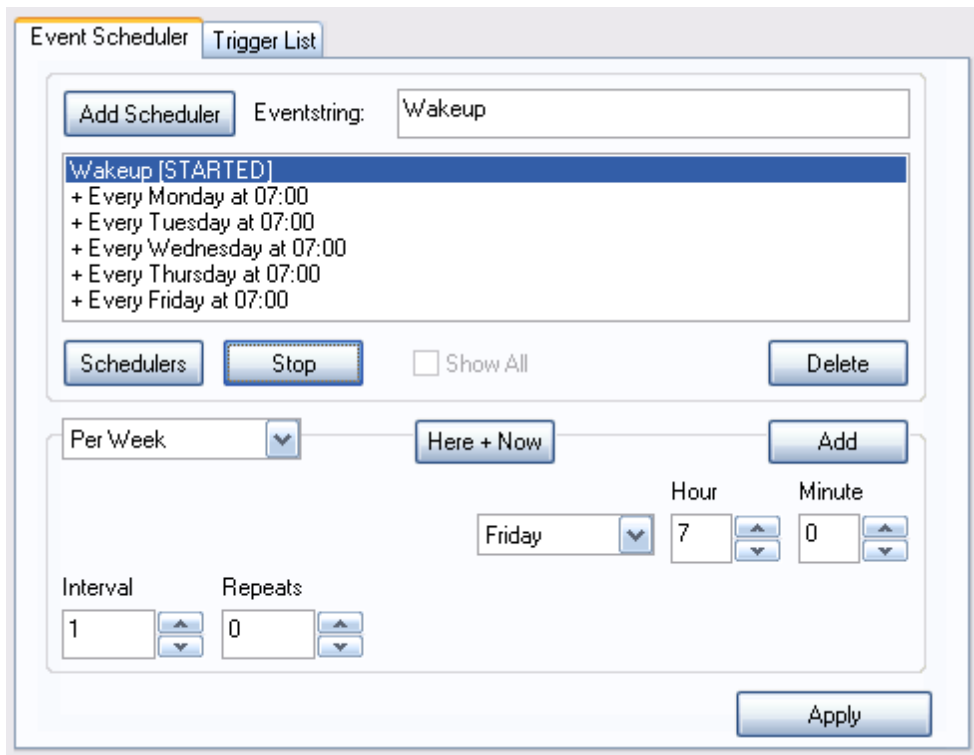 Event Scheduler Trigger List
Add Scheduler Eventstring: Wakeup
Wakeup [STARTED]
+ Every Monday at 07:00
+ Every Tuesday at 07:00
+ Every Wednesday at 07:00
+ Every Thursday at 07:00
+ Every Friday at 07:00
Schedulers Stop Show All Delete
Per Week Here + Now Add
Hour Minute
Friday 7 0
Interval Repeats
1 0
Apply